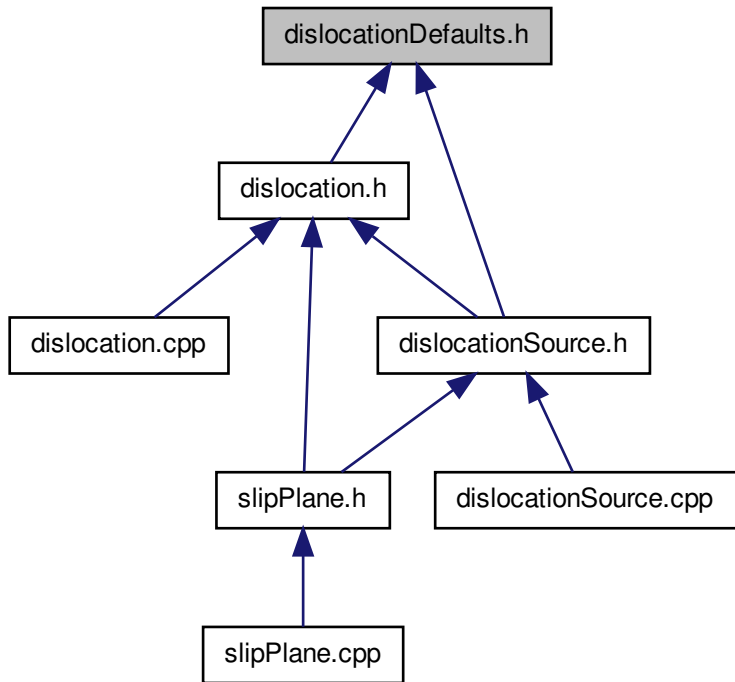 dislocationDefaults.h
dislocation.h
dislocation.cpp
dislocationSource.h
slipPlane.h
dislocationSource.cpp
slipPlane.cpp